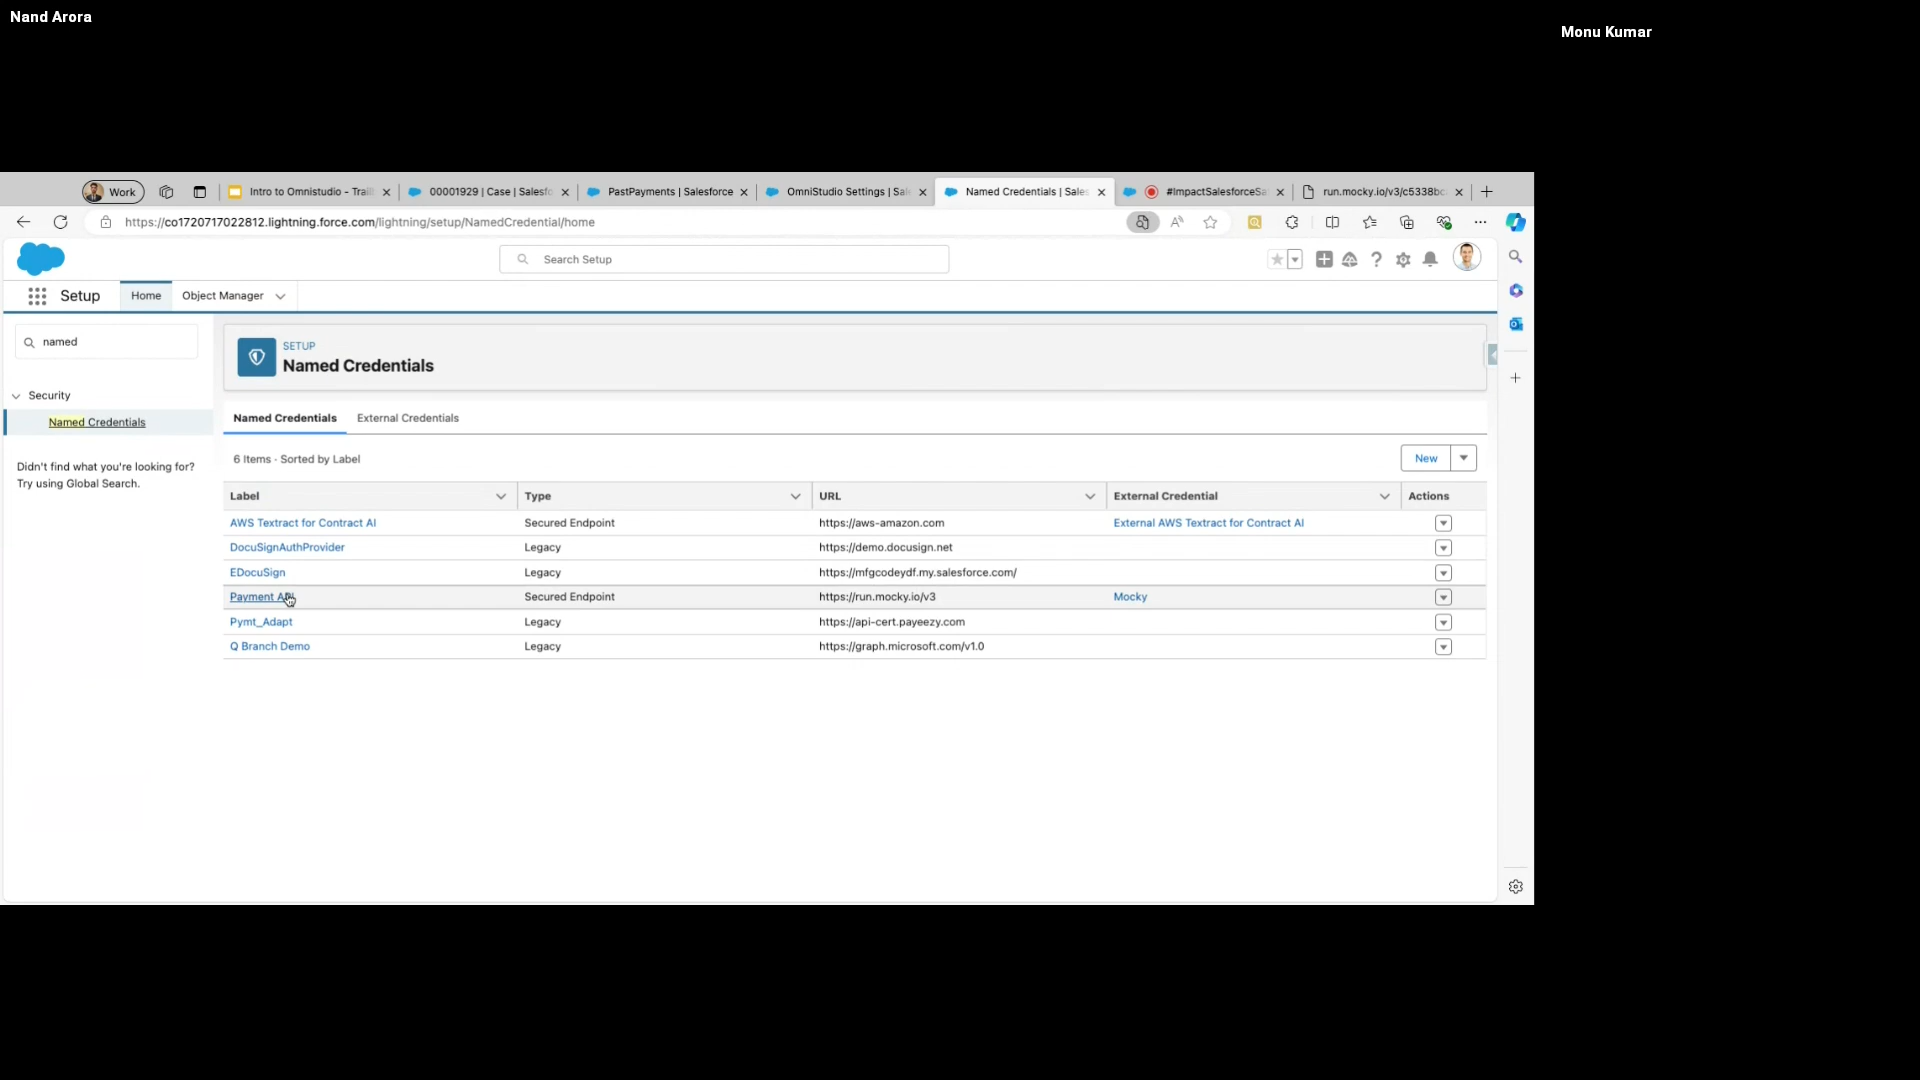 Nand Arora
Monu Kumar
Work
Intro to Omnistudio - Trail
00001929 | Case | Salesfo
PastPayments | Salesforce
OmniStudio Settings | Sal
Named Credentials | Sales
#ImpactSalesforceSa
run.mocky.io/v3/c5338bc
https://co1720717022812.lightning.force.com/lightning/setup/NamedCredential/home
Search Setup
Setup
Home
Object Manager
named
SETUP
Named Credentials
Security
Named Credentials
Didn't find what you're looking for?
Try using Global Search.
Named Credentials
External Credentials
6 Items · Sorted by Label
New
Label Type URL External Credential Actions
AWS Textract for Contract AI Secured Endpoint https://aws-amazon.com External AWS Textract for Contract AI
DocuSignAuthProvider Legacy https://demo.docusign.net
EDocuSign Legacy https://mfgcodeydf.my.salesforce.com/
Payment Secured Endpoint https://run.mocky.io/v3 Mocky
Pymt_Adapt Legacy https://api-cert.payeezy.com
Q Branch Demo Legacy https://graph.microsoft.com/v1.0